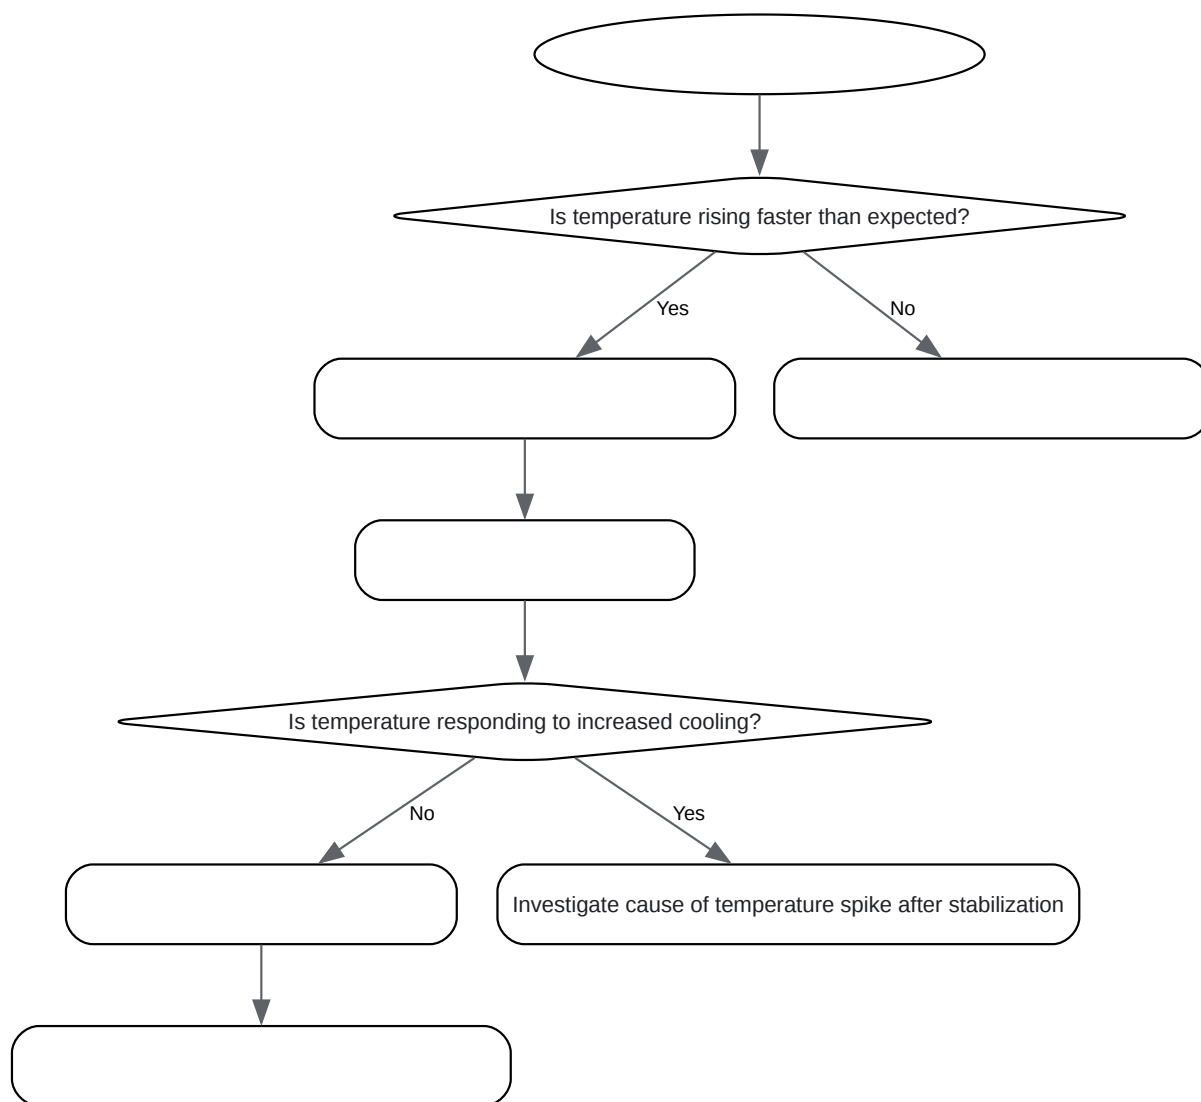 Is temperature rising faster than expected?
Yes
No
Is temperature responding to increased cooling?
No
Yes
Investigate cause of temperature spike after stabilization